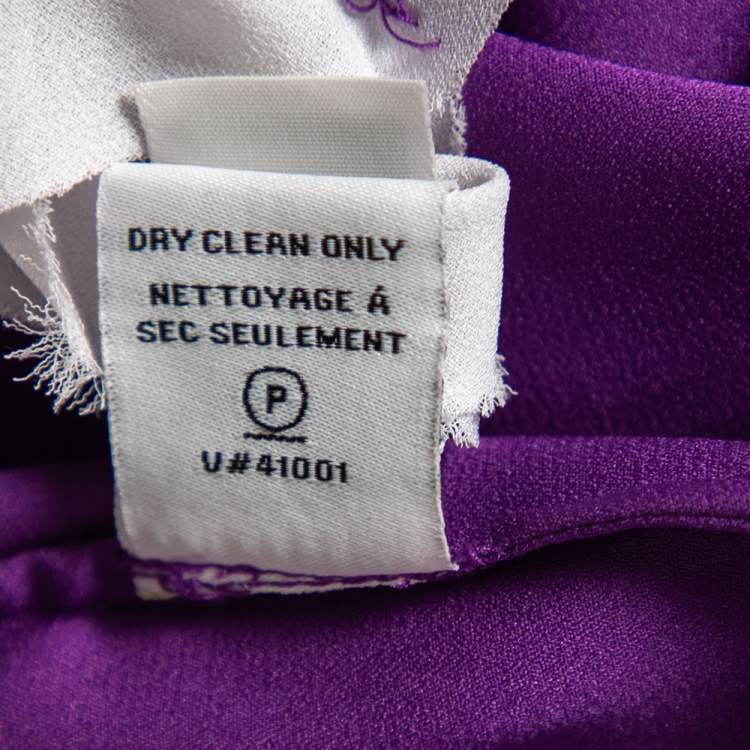 DRY CLEAN ONLY
NETTOYAGE Á
SEC SEULEMENT
P
V#41001